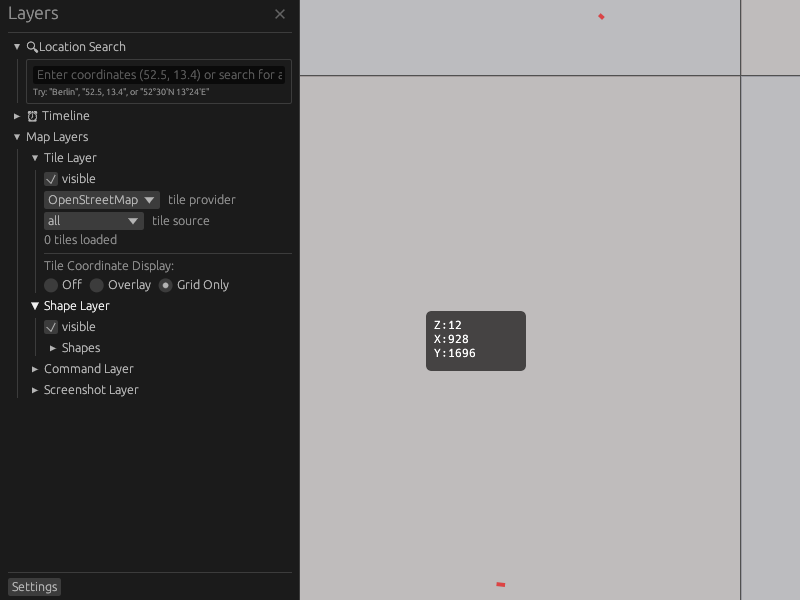 Layers
Location Search
Enter coordinates (52.5, 13.4) or search for a
Try: "Berlin", "52.5, 13.4", or "52°30'N 13°24'E"
Timeline
Map Layers
Tile Layer
visible
OpenStreetMap tile provider
all tile source
0 tiles loaded
Tile Coordinate Display:
Off Overlay Grid Only
Shape Layer
visible
Shapes
Command Layer
Screenshot Layer
Settings
Z:12
X:928
Y:1696